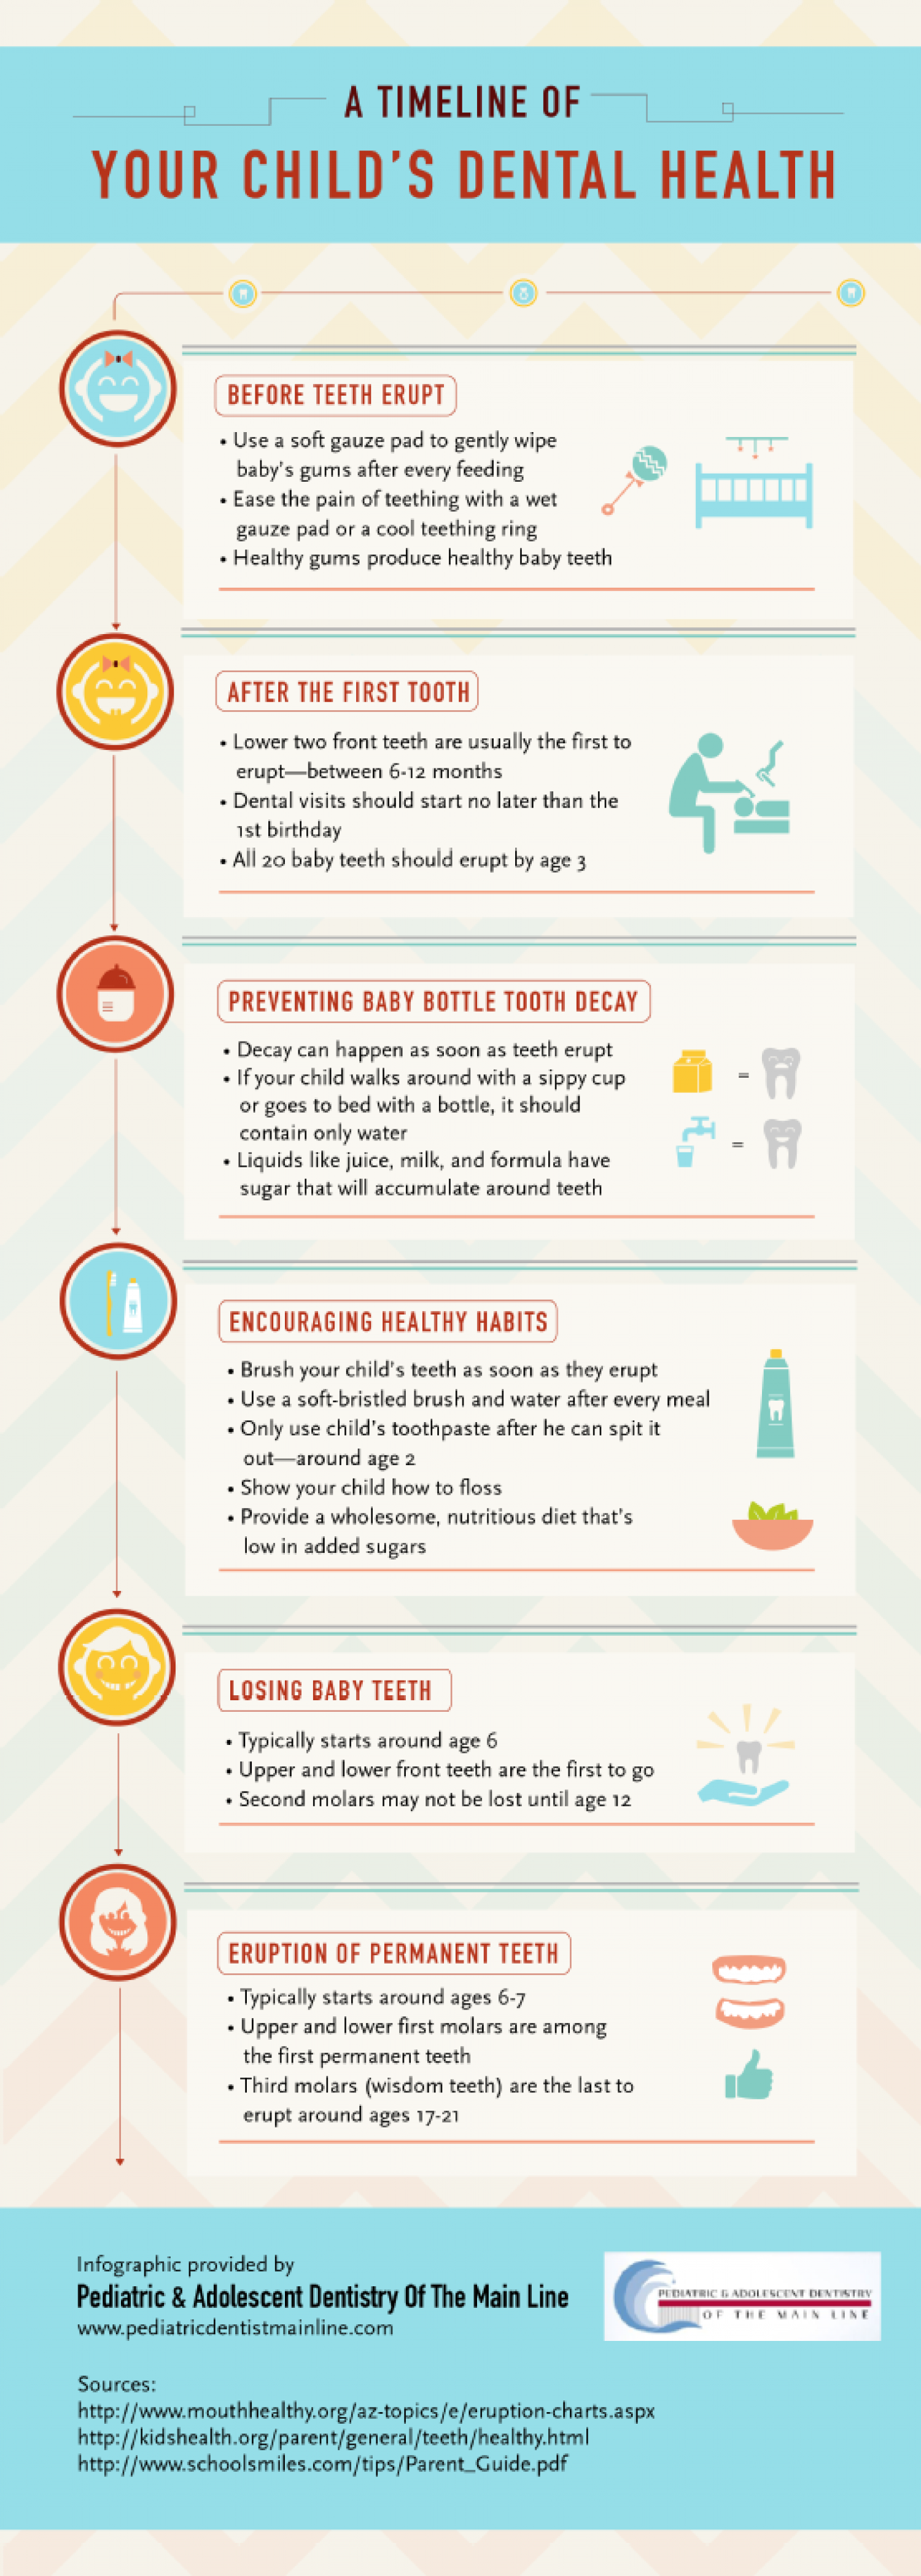 A TIMELINE OF
YOUR CHILD'S DENTAL HEALTH
BEFORE TEETH ERUPT
• Use a soft gauze pad to gently wipe
baby's gums after every feeding
• Ease the pain of teething with a wet
gauze pad or a cool teething ring
• Healthy gums produce healthy baby teeth
AFTER THE FIRST TOOTH
• Lower two front teeth are usually the first to
erupt—between 6-12 months
• Dental visits should start no later than the
1st birthday
• All 20 baby teeth should erupt by age 3
PREVENTING BABY BOTTLE TOOTH DECAY
• Decay can happen as soon as teeth erupt
• If your child walks around with a sippy cup
or goes to bed with a bottle, it should
contain only water
• Liquids like juice, milk, and formula have
sugar that will accumulate around teeth
=
=
ENCOURAGING HEALTHY HABITS
• Brush your child's teeth as soon as they erupt
• Use a soft-bristled brush and water after every meal
• Only use child's toothpaste after he can spit it
out—around age 2
• Show your child how to floss
• Provide a wholesome, nutritious diet that's
low in added sugars
LOSING BABY TEETH
• Typically starts around age 6
• Upper and lower front teeth are the first to go
• Second molars may not be lost until age 12
ERUPTION OF PERMANENT TEETH
• Typically starts around ages 6-7
• Upper and lower first molars are among
the first permanent teeth
• Third molars (wisdom teeth) are the last to
erupt around ages 17-21
Infographic provided by
Pediatric & Adolescent Dentistry Of The Main Line
www.pediatricdentistmainline.com
PEDIATRIC & ADOLESCENT DENTISTRY
OF THE MAIN LINE
Sources:
http://www.mouthhealthy.org/az-topics/e/eruption-charts.aspx
http://kidshealth.org/parent/general/teeth/healthy.html
http://www.schoolsmiles.com/tips/Parent_Guide.pdf